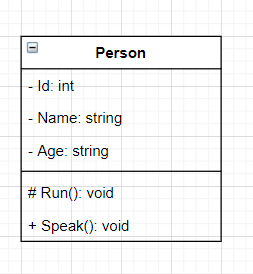 Person
- Id: int
- Name: string
- Age: string
# Run(): void
+ Speak(): void